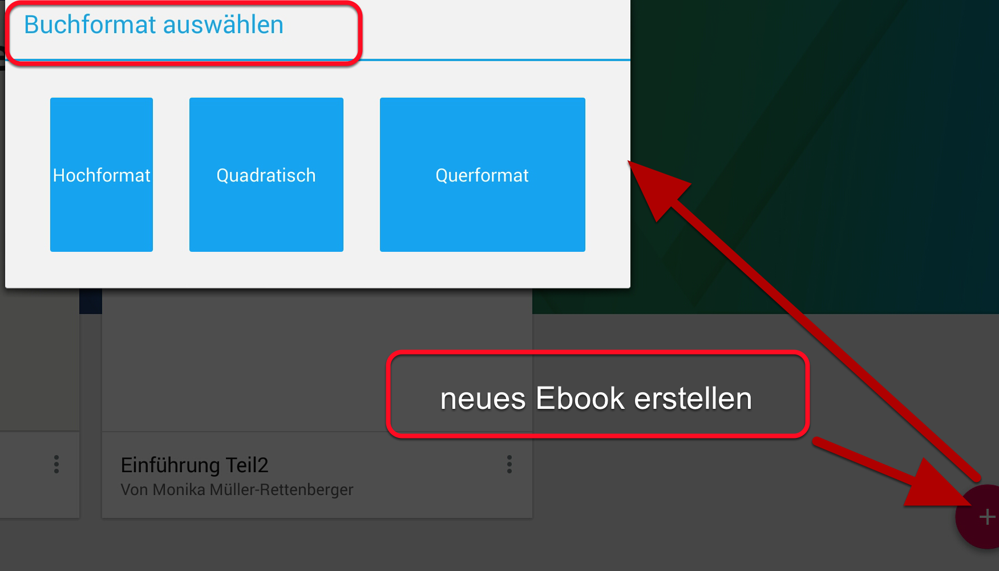 Buchformat auswählen
Hochformat
Quadratisch
Querformat
neues Ebook erstellen
Einführung Teil2
Von Monika Müller-Rettenberger